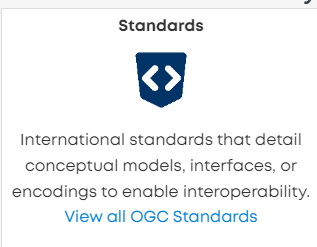 Standards
International standards that detail
conceptual models, interfaces, or
encodings to enable interoperability.
View all OGC Standards